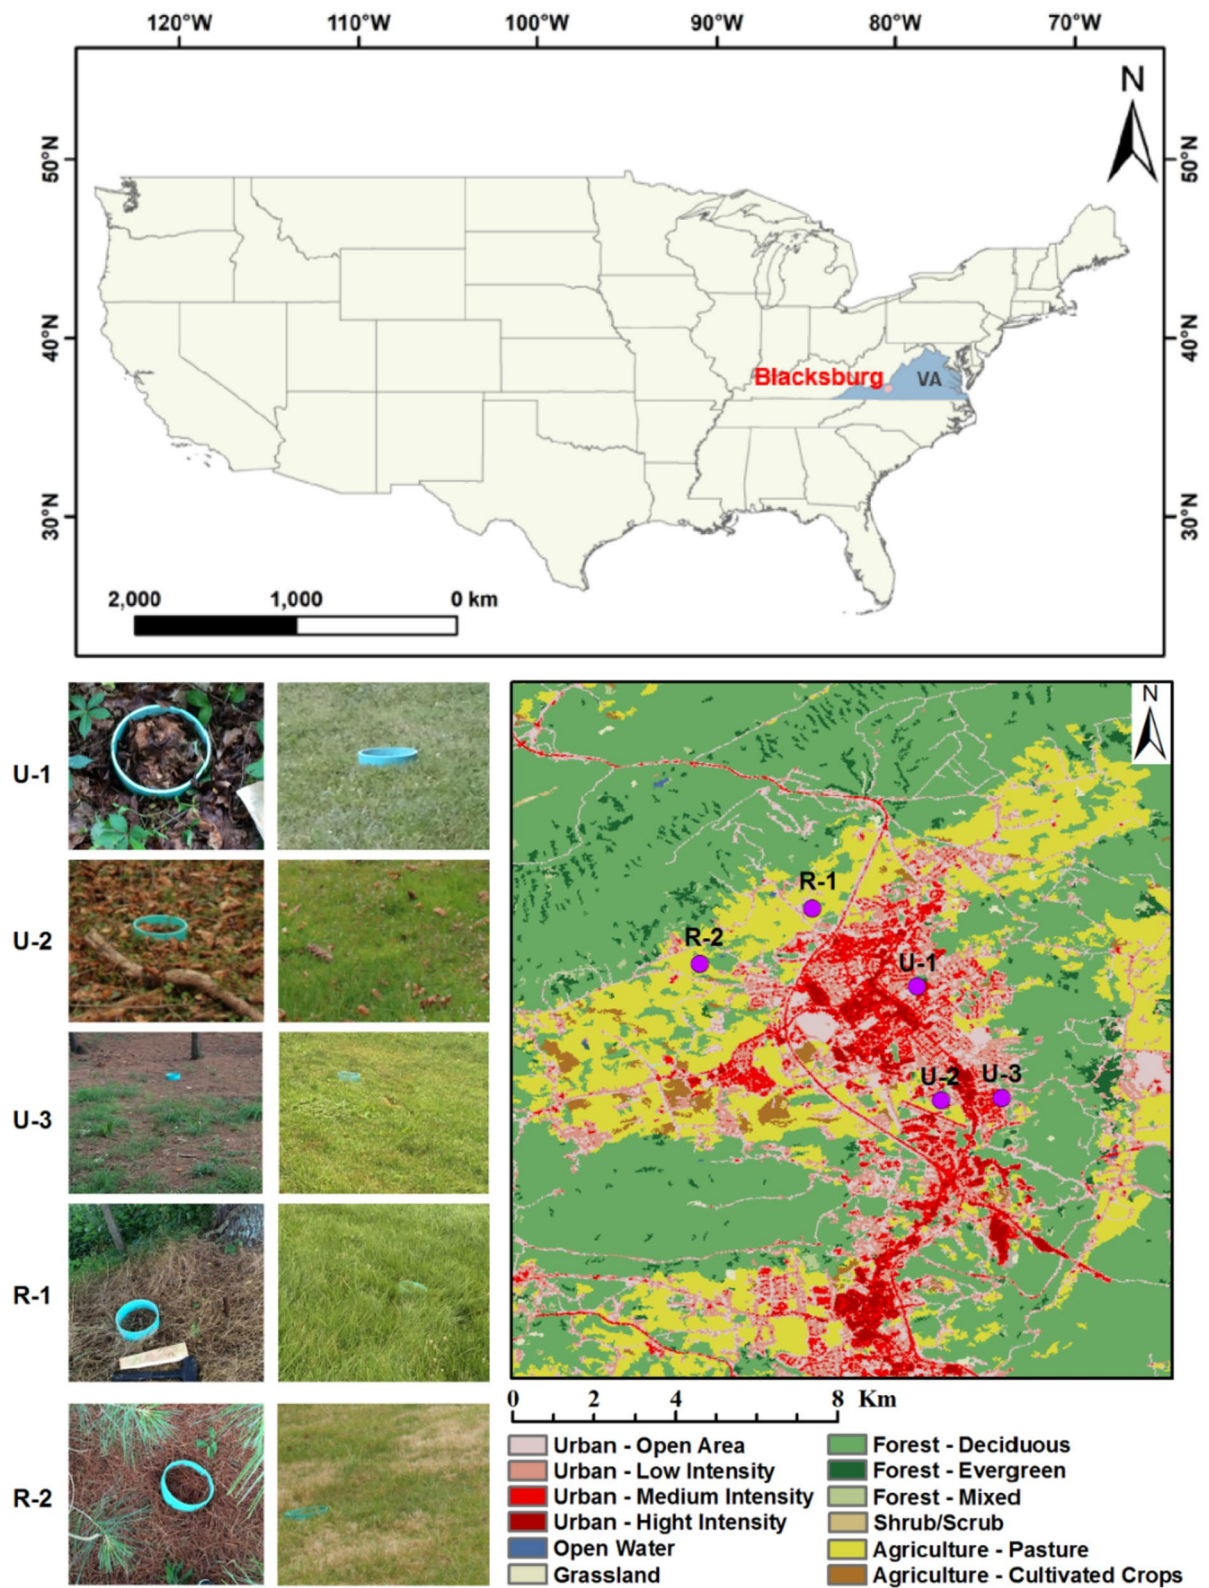 120°W 110°W 100°W 90°W 80°W 70°W
N
50°N 50°N
40°N 40°N
Blacksburg VA
30°N 30°N
2,000 1,000 0 km
U-1
U-2
U-3
R-1
R-2
N
R-1
R-2
U-1
U-2 U-3
0 2 4 8 Km
Urban - Open Area
Urban - Low Intensity
Urban - Medium Intensity
Urban - Hight Intensity
Open Water
Grassland
Forest - Deciduous
Forest - Evergreen
Forest - Mixed
Shrub/Scrub
Agriculture - Pasture
Agriculture - Cultivated Crops